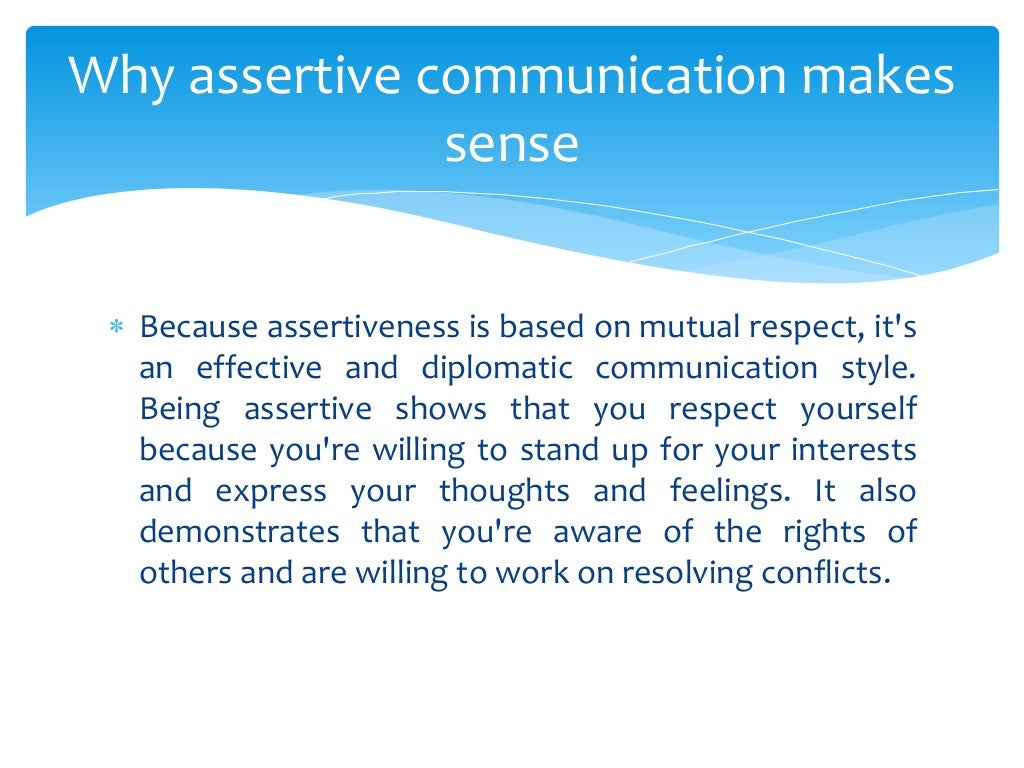 Why assertive communication makes
sense
* Because assertiveness is based on mutual respect, it's
an effective and diplomatic communication style.
Being assertive shows that you respect yourself
because you're willing to stand up for your interests
and express your thoughts and feelings. It also
demonstrates that you're aware of the rights of
others and are willing to work on resolving conflicts.